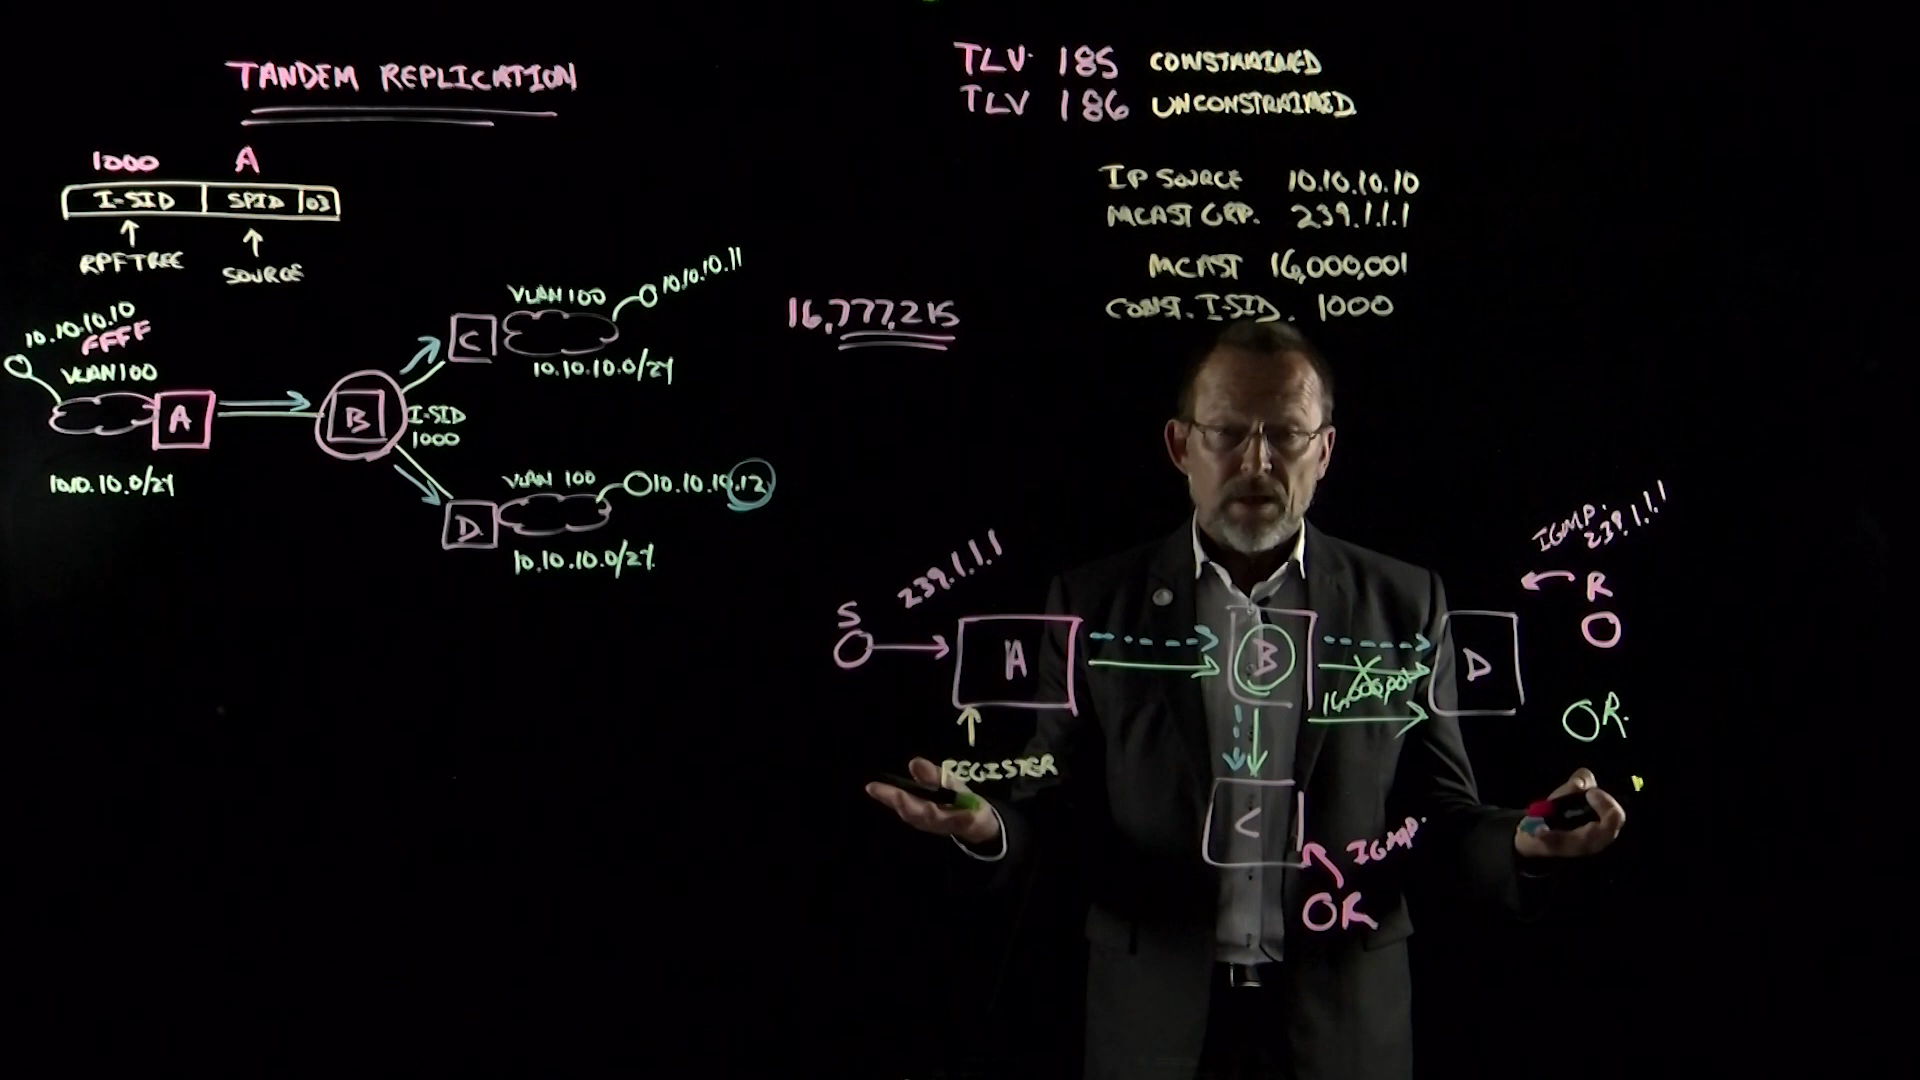 TANDEM REPLICATION
1000 A
I-SID SPID 03
RPFTREE
SOURCE
10.10.10.10
FFFF
VLAN 100
A
10.10.10.0/24
B
I-SID
1000
C
VLAN 100
10.10.10.11
10.10.10.0/24
D
VLAN 100
10.10.10.12
10.10.10.0/24
TLV 185 CONSTRAINED
TLV 186 UNCONSTRAINED
IP SOURCE 10.10.10.10
MCAST GRP. 239.1.1.1
MCAST 16,000,001
CONST. I-SID. 1000
16,777,215
S
239.1.1.1
A
REGISTER
B
16,000,001
D
IGMP.
239.1.1.1
R
R.
C
IGMP.
R